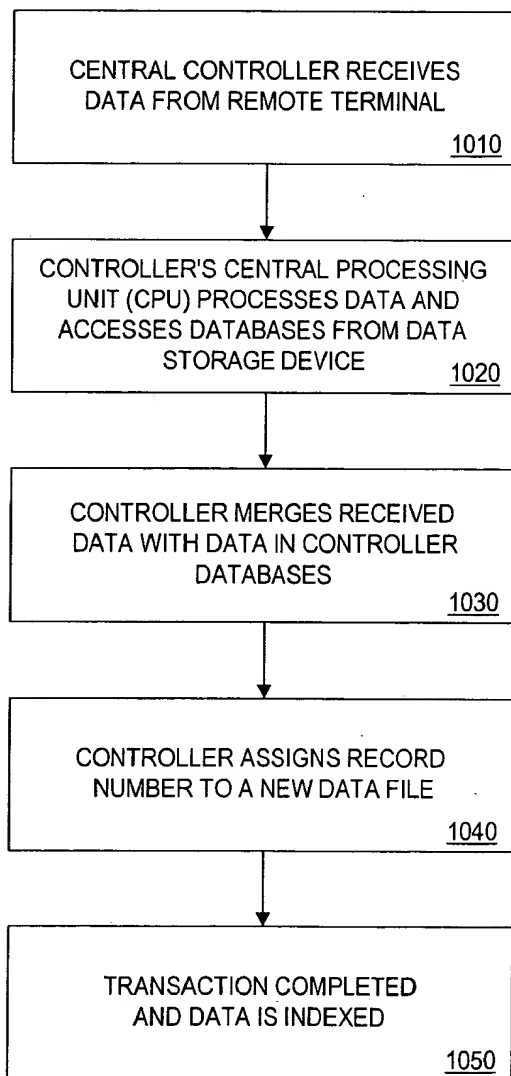 CENTRAL CONTROLLER RECEIVES
DATA FROM REMOTE TERMINAL
1010
CONTROLLER'S CENTRAL PROCESSING
UNIT (CPU) PROCESSES DATA AND
ACCESSES DATABASES FROM DATA
STORAGE DEVICE
1020
CONTROLLER MERGES RECEIVED
DATA WITH DATA IN CONTROLLER
DATABASES
1030
CONTROLLER ASSIGNS RECORD
NUMBER TO A NEW DATA FILE
1040
TRANSACTION COMPLETED
AND DATA IS INDEXED
1050